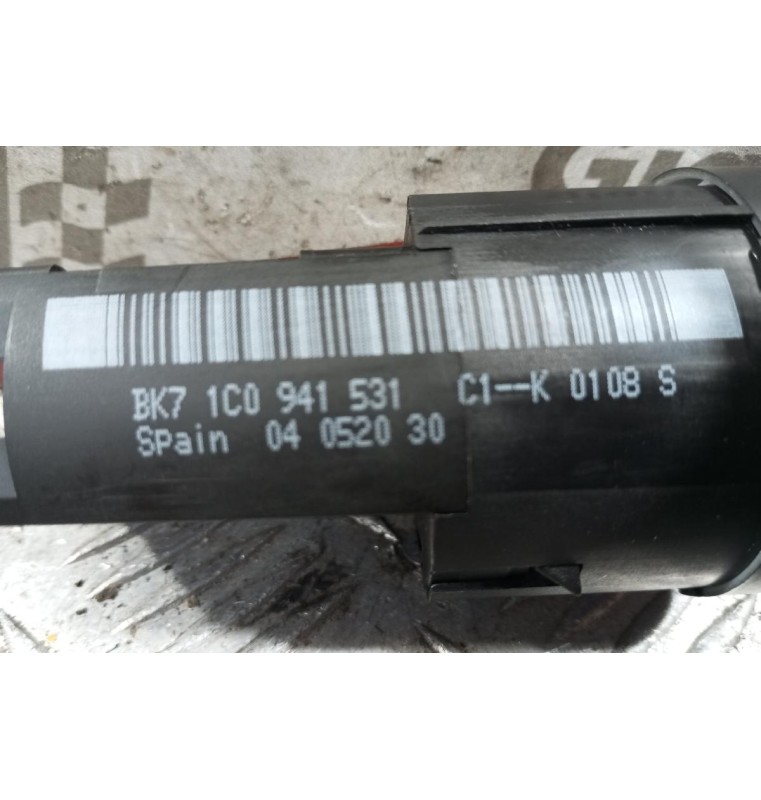 BK7 1C0 941 531 C1--K 0108 S
Spain 04 0520 30